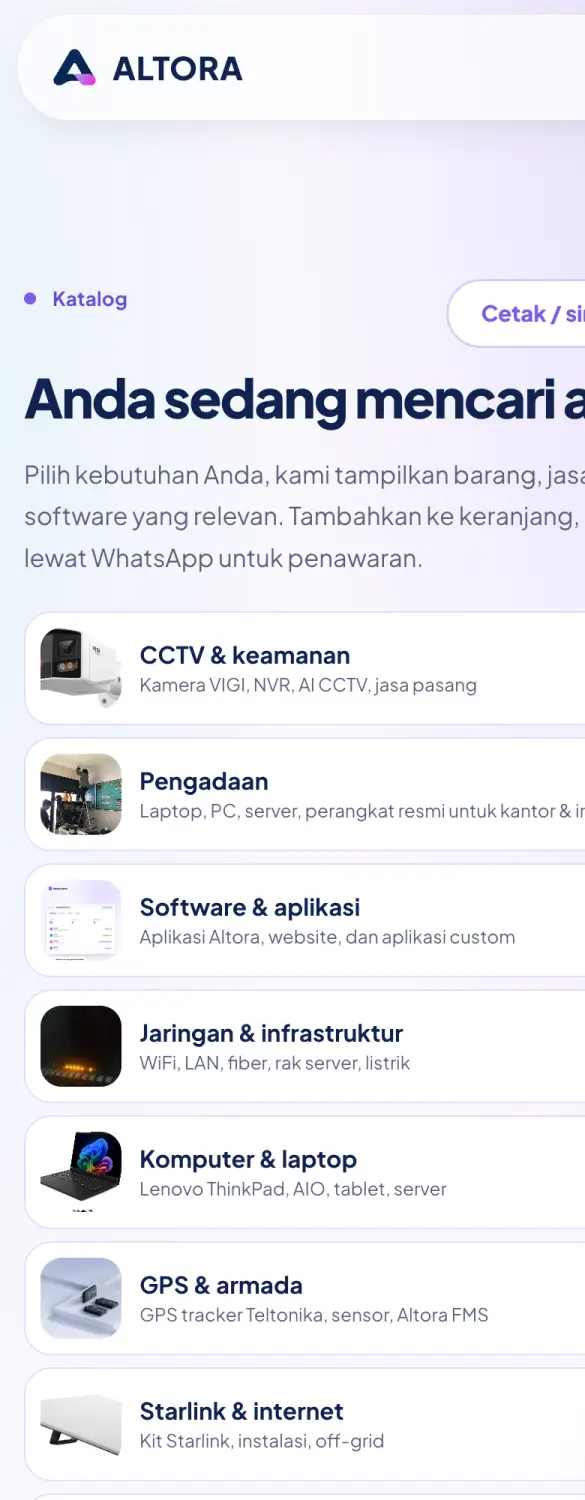 ALTORA
Katalog
Cetak / si
Anda sedang mencari a
Pilih kebutuhan Anda, kami tampilkan barang, jasa
software yang relevan. Tambahkan ke keranjang,
lewat WhatsApp untuk penawaran.
CCTV & keamanan
Kamera VIGI, NVR, AI CCTV, jasa pasang
Pengadaan
Laptop, PC, server, perangkat resmi untuk kantor & i
Software & aplikasi
Aplikasi Altora, website, dan aplikasi custom
Jaringan & infrastruktur
WiFi, LAN, fiber, rak server, listrik
Komputer & laptop
Lenovo ThinkPad, AIO, tablet, server
GPS & armada
GPS tracker Teltonika, sensor, Altora FMS
Starlink & internet
Kit Starlink, instalasi, off-grid